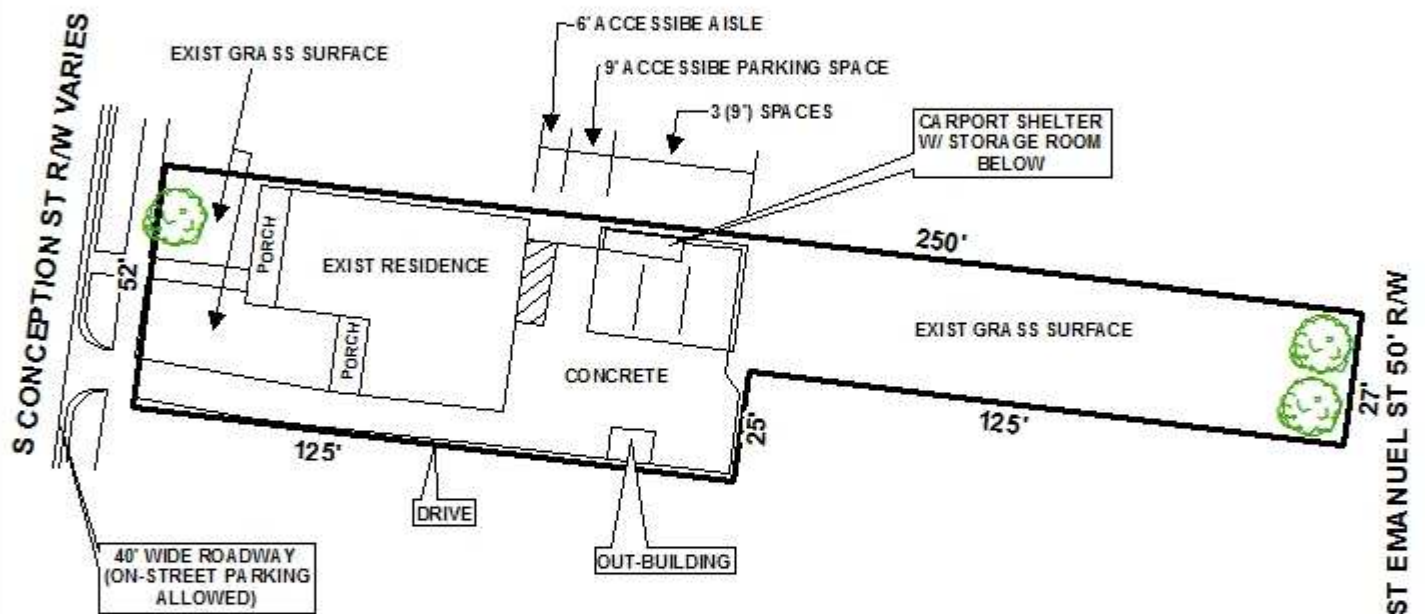 S CONCEPTION ST R/W VARIES
EXIST GRASS SURFACE
6' ACCESSIBE AISLE
9' ACCESSIBE PARKING SPACE
3 (9') SPACES
CARPORT SHELTER
W/ STORAGE ROOM
BELOW
52'
PORCH
EXIST RESIDENCE
250'
PORCH
CONCRETE
EXIST GRASS SURFACE
27'
ST EMANUEL ST 50' R/W
125'
25'
125'
DRIVE
OUT-BUILDING
40' WIDE ROADWAY
(ON-STREET PARKING
ALLOWED)